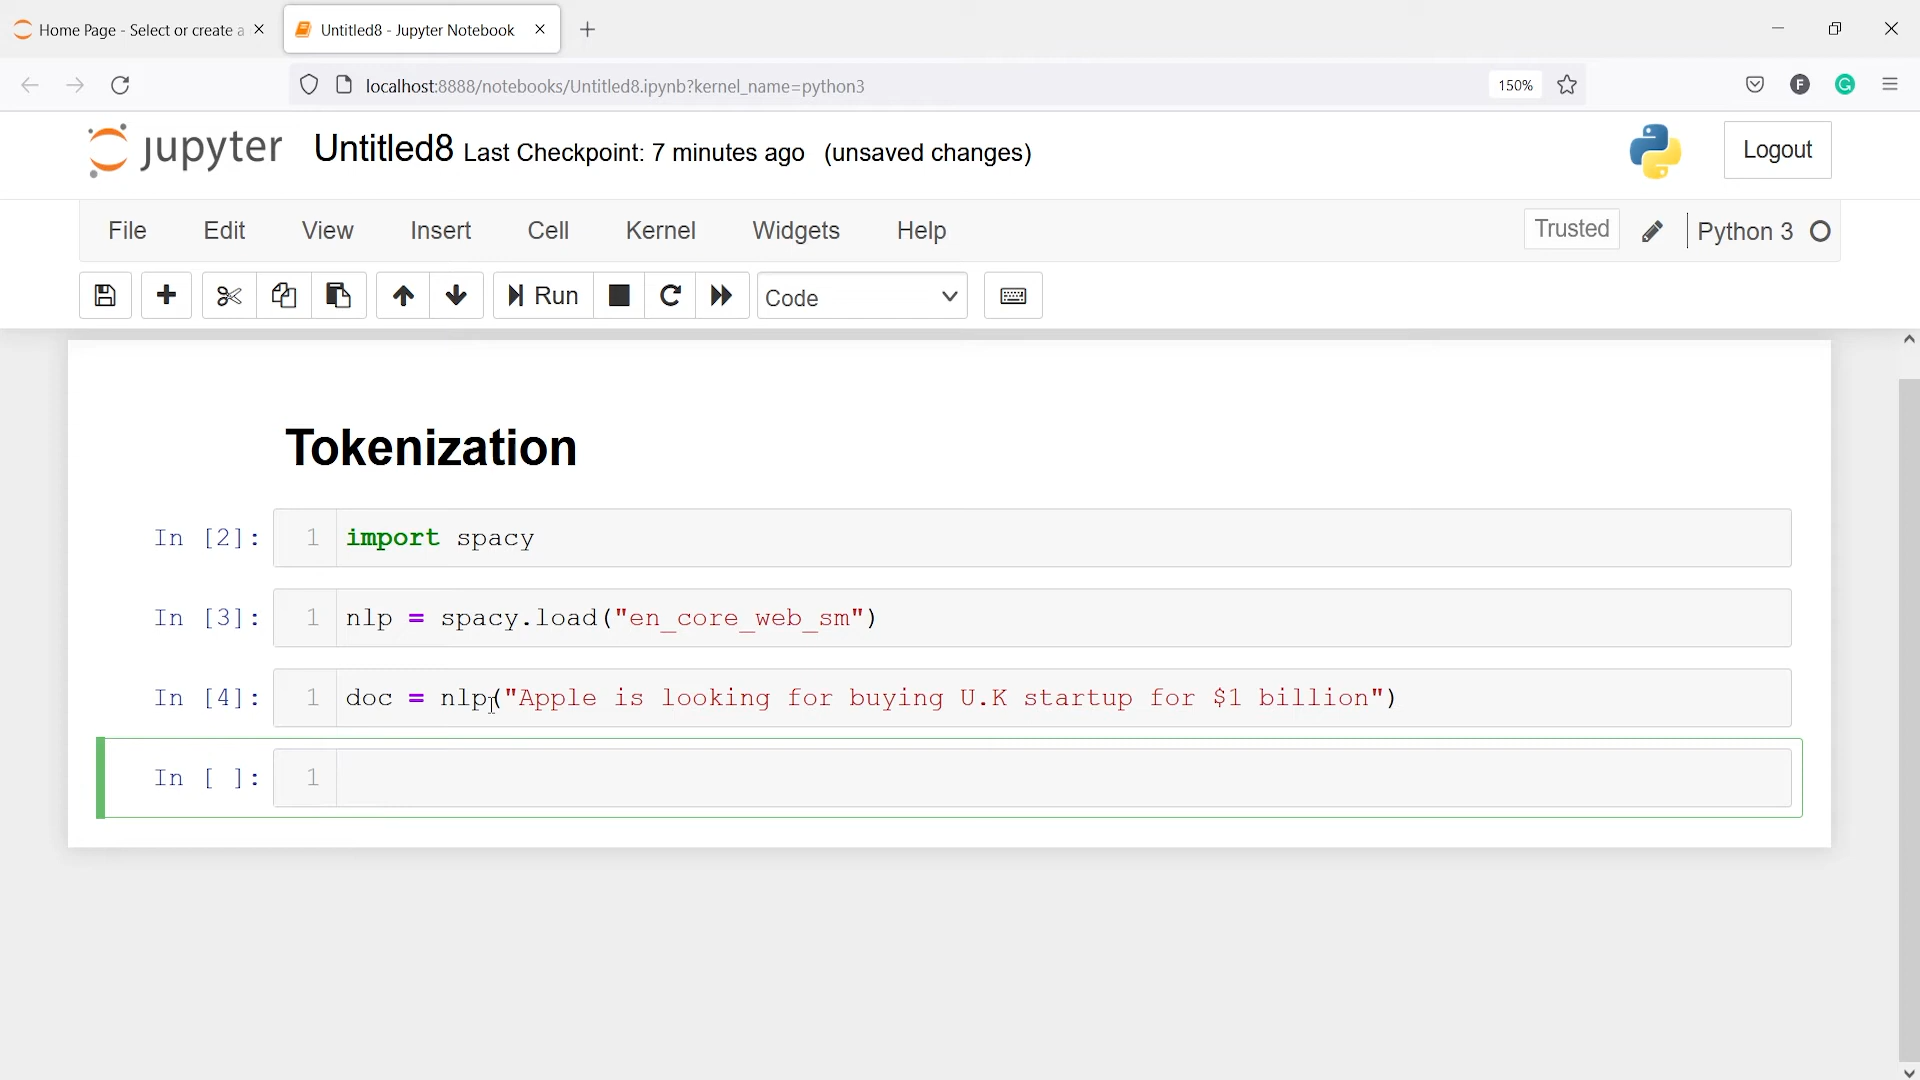 Home Page - Select or create a
Untitled8 - Jupyter Notebook
localhost:8888/notebooks/Untitled8.ipynb?kernel_name=python3
150%
F
G
jupyter Untitled8 Last Checkpoint: 7 minutes ago (unsaved changes)
Logout
File Edit View Insert Cell Kernel Widgets Help
Trusted
Python 3
Run
Code
Tokenization
In [2]: 1 import spacy
In [3]: 1 nlp = spacy.load("en_core_web_sm")
In [4]: 1 doc = nlp("Apple is looking for buying U.K startup for $1 billion")
In [ ]: 1